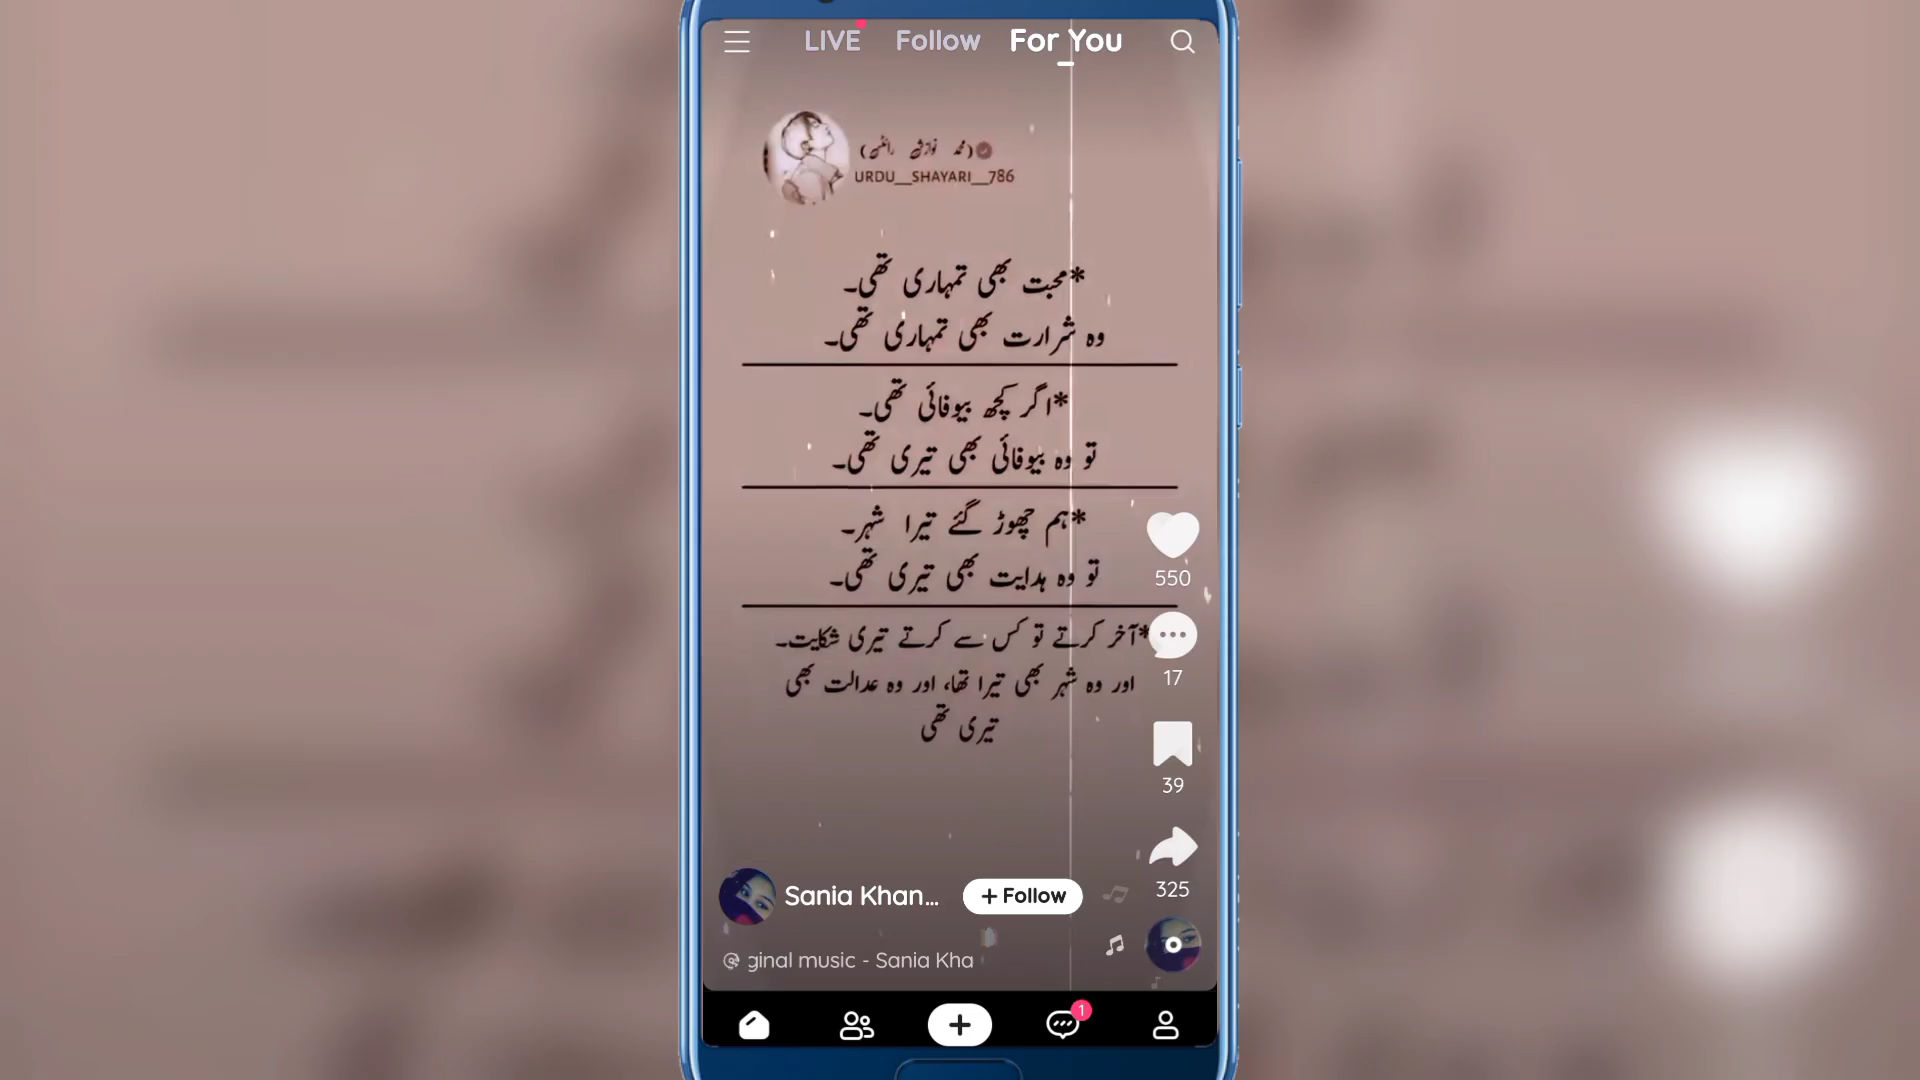 LIVE Follow For You
(محمد نوازش رائٹس)
URDU__SHAYARI__786
*محبت بھی تمہاری تھی۔
وہ شرارت بھی تمہاری تھی۔
*اگر کچھ بیوفائی تھی۔
تو وہ بیوفائی بھی تیری تھی۔
*ہم چھوڑ گئے تیرا شہر۔
تو وہ ہدایت بھی تیری تھی۔
*آخر کرتے تو کس سے کرتے تیری شکایت۔
اور وہ شہر بھی تیرا تھا، اور وہ عدالت بھی
تیری تھی
550
17
39
325
Sania Khan... + Follow
@ ginal music - Sania Kha
1